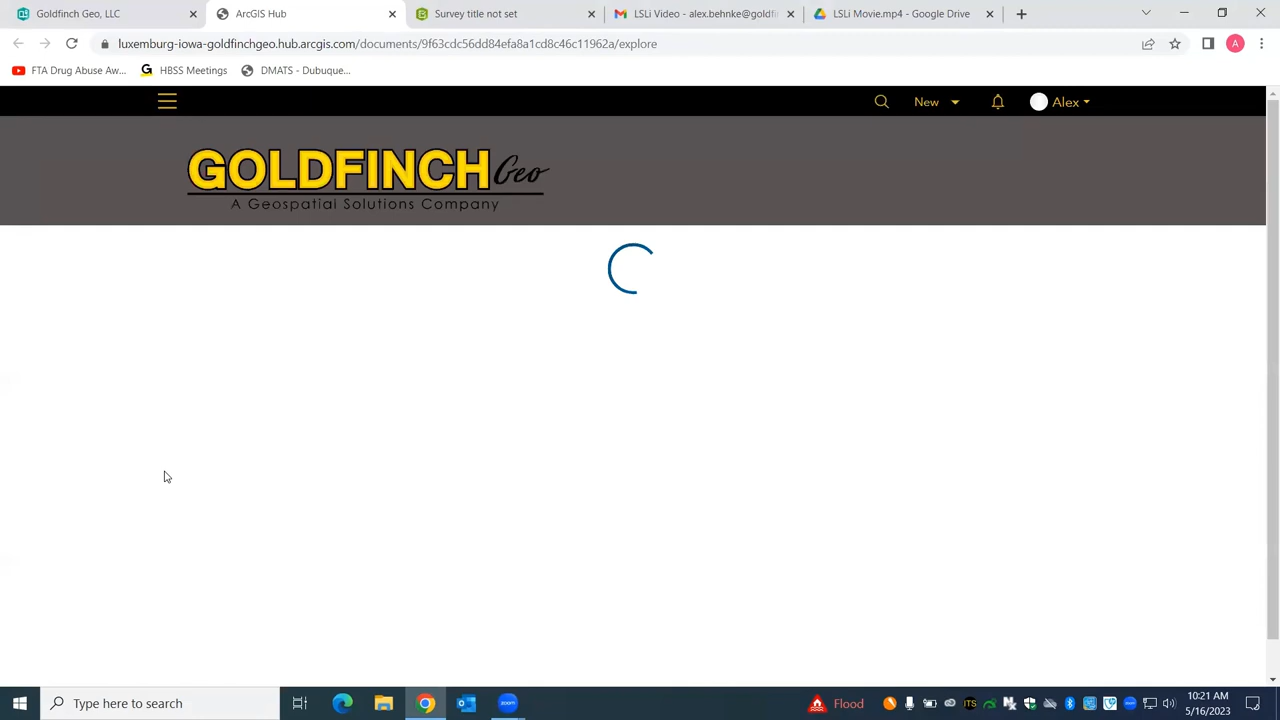 Goldfinch Geo, LLC
ArcGIS Hub
Survey title not set
LSLi Video - alex.behnke@goldfi
LSLi Movie.mp4 - Google Drive
luxemburg-iowa-goldfinchgeo.hub.arcgis.com/documents/9f63cdc56dd84efa8a1cd8c46c11962a/explore
A
FTA Drug Abuse Aw...
HBSS Meetings
DMATS - Dubuque...
New
Alex
GOLDFINCH Geo
A Geospatial Solutions Company
Type here to search
zoom
Flood
ITS
10:21 AM
5/16/2023